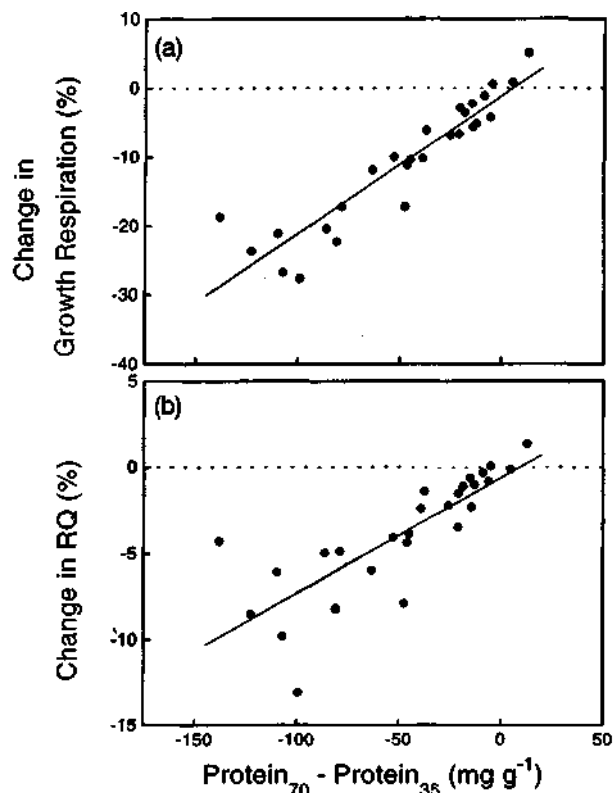 10
(a)
0
-10
-20
-30
-40
Change in
Growth Respiration (%)
5
(b)
0
-5
-10
-15
Change in RQ (%)
-150
-100
-50
0
50
Protein₇₀ - Protein₃₅ (mg g⁻¹)